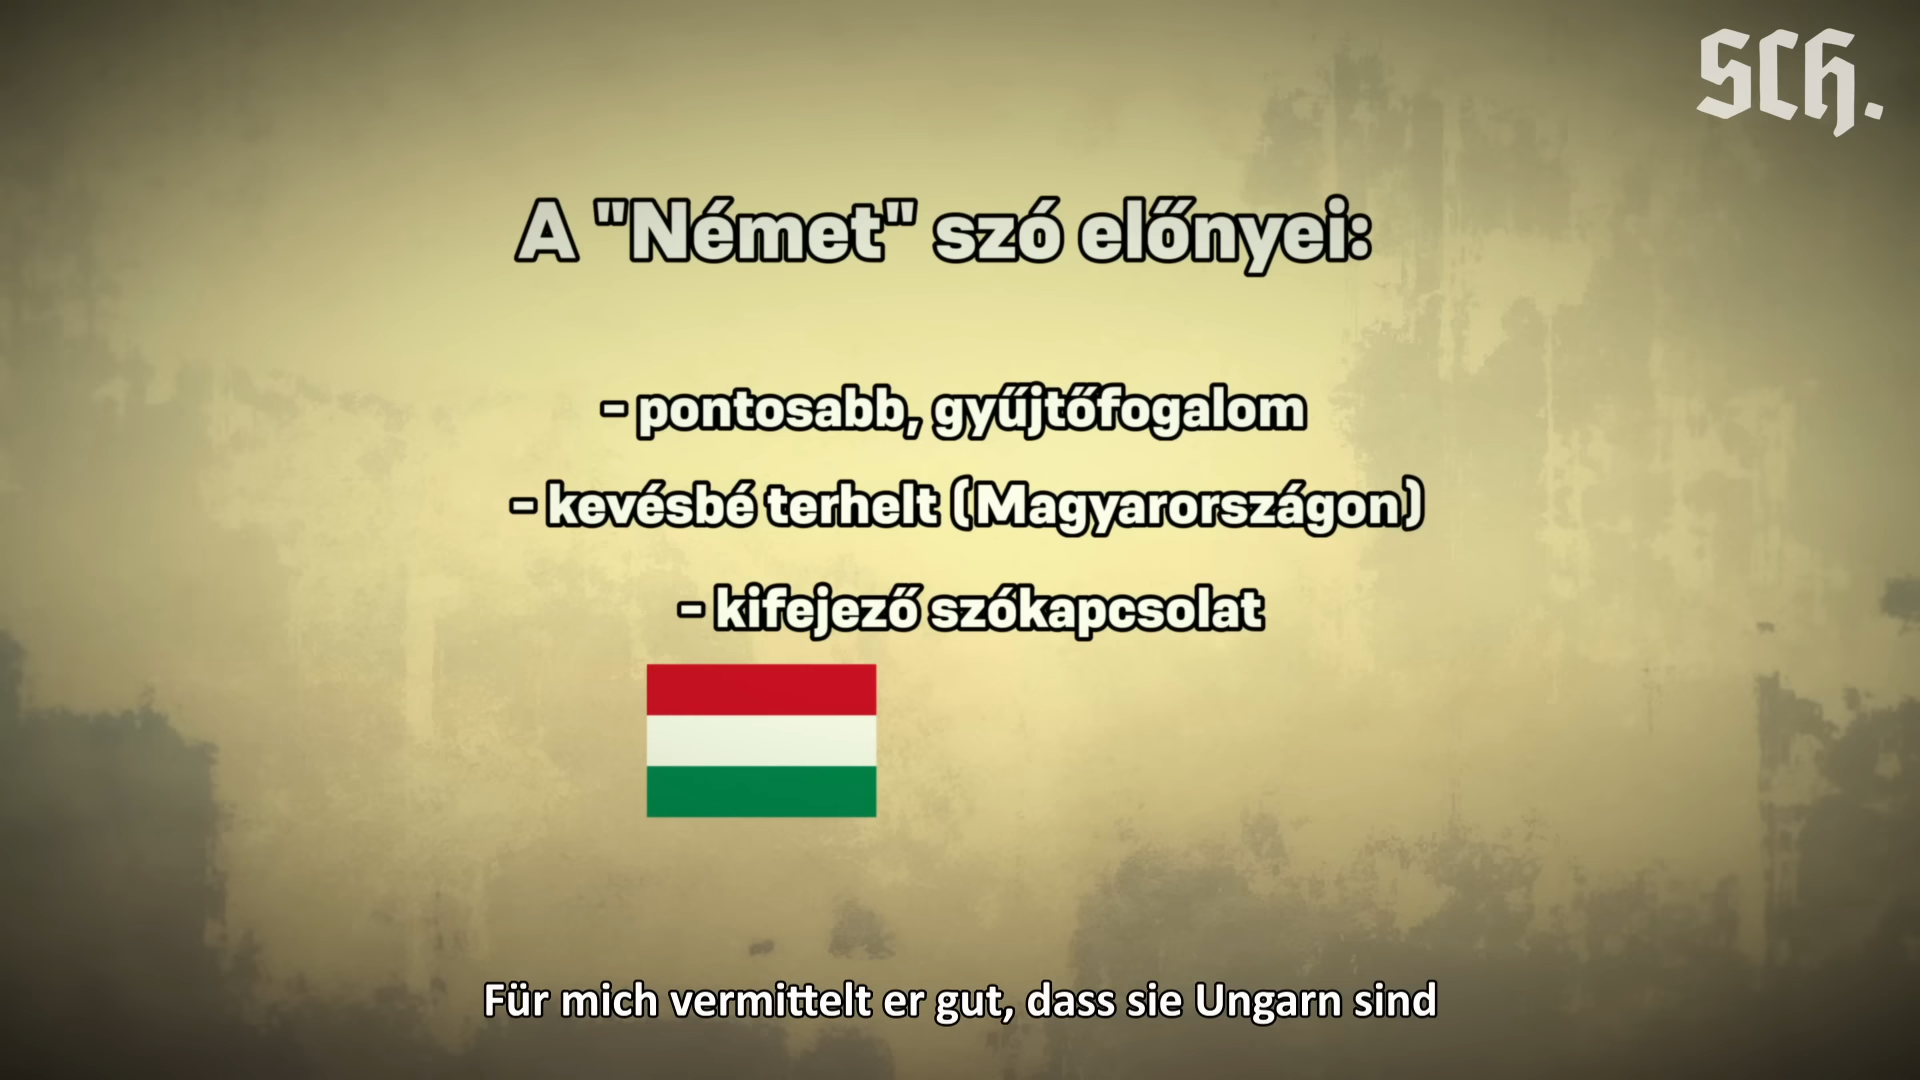 sch.
A "Német" szó előnyei:
- pontosabb, gyűjtőfogalom
- kevésbé terhelt (Magyarországon)
- kifejező szókapcsolat
Für mich vermittelt er gut, dass sie Ungarn sind